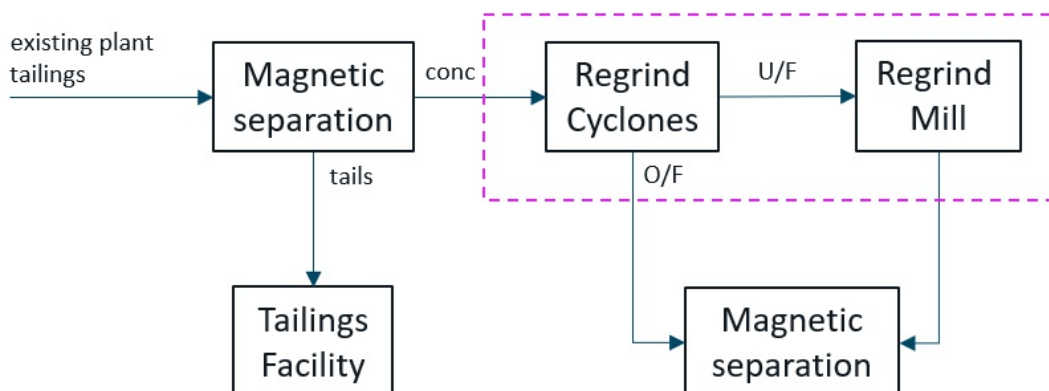 existing plant
tailings
Magnetic
separation
conc
Regrind
Cyclones
U/F
Regrind
Mill
tails
O/F
Tailings
Facility
Magnetic
separation